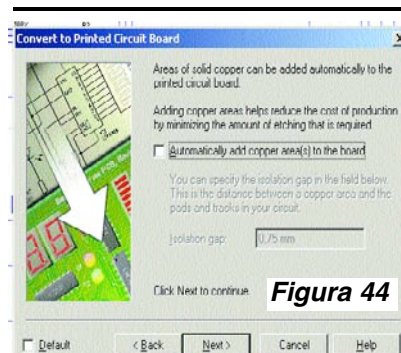 Convert to Printed Circuit Board
Areas of solid copper can be added automatically to the
printed circuit board.
Adding copper areas helps reduce the cost of production
by minimizing the amount of etching that is required
Automatically add copper area(s) to the board
You can specify the isolation gap in the field below.
This is the distance between a copper area and the
pads and tracks in your circuit.
Isolation gap: 0,75 mm
Click Next to continue.
Figura 44
Default < Back Next > Cancel Help